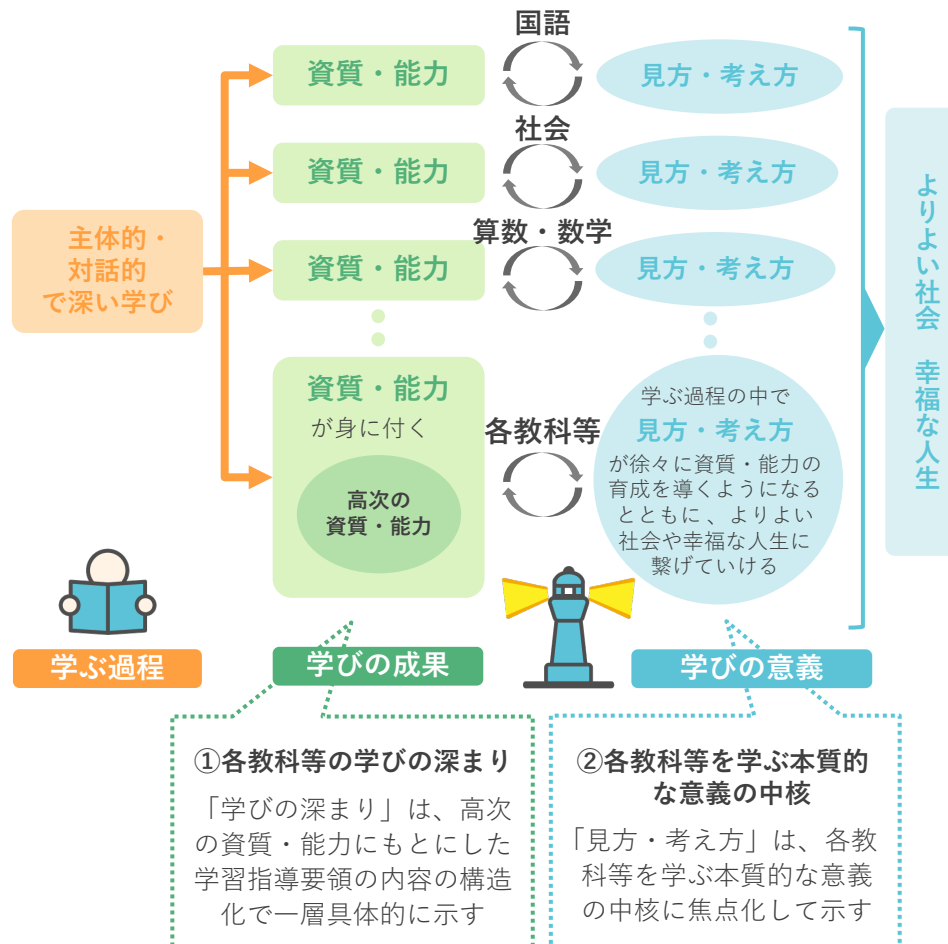 国語
資質・能力
見方・考え方
社会
資質・能力
見方・考え方
算数・数学
資質・能力
見方・考え方
主体的・
対話的
で深い学び
資質・能力
が身に付く
高次の
資質・能力
各教科等
学ぶ過程の中で
見方・考え方
が徐々に資質・能力の
育成を導くようになる
とともに 、よりよい
社会や幸福な人生に
繋げていける
よりよい社会 幸福な人生
学ぶ過程
学びの成果
学びの意義
①各教科等の学びの深まり
「学びの深まり」は、高次
の資質・能力にもとにした
学習指導要領の内容の構造
化で一層具体的に示す
②各教科等を学ぶ本質的
な意義の中核
「見方・考え方」は、各教
科等を学ぶ本質的な意義
の中核に焦点化して示す